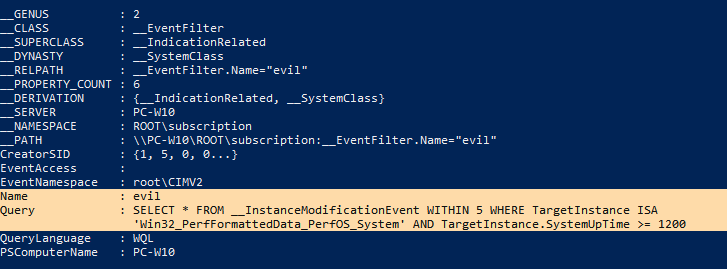 __GENUS : 2
__CLASS : __EventFilter
__SUPERCLASS : __IndicationRelated
__DYNASTY : __SystemClass
__RELPATH : __EventFilter.Name="evil"
__PROPERTY_COUNT : 6
__DERIVATION : {__IndicationRelated, __SystemClass}
__SERVER : PC-W10
__NAMESPACE : ROOT\subscription
__PATH : \\PC-W10\ROOT\subscription:__EventFilter.Name="evil"
CreatorSID : {1, 5, 0, 0...}
EventAccess :
EventNamespace : root\CIMV2
Name : evil
Query : SELECT * FROM __InstanceModificationEvent WITHIN 5 WHERE TargetInstance ISA
'Win32_PerfFormattedData_PerfOS_System' AND TargetInstance.SystemUpTime >= 1200
QueryLanguage : WQL
PSComputerName : PC-W10